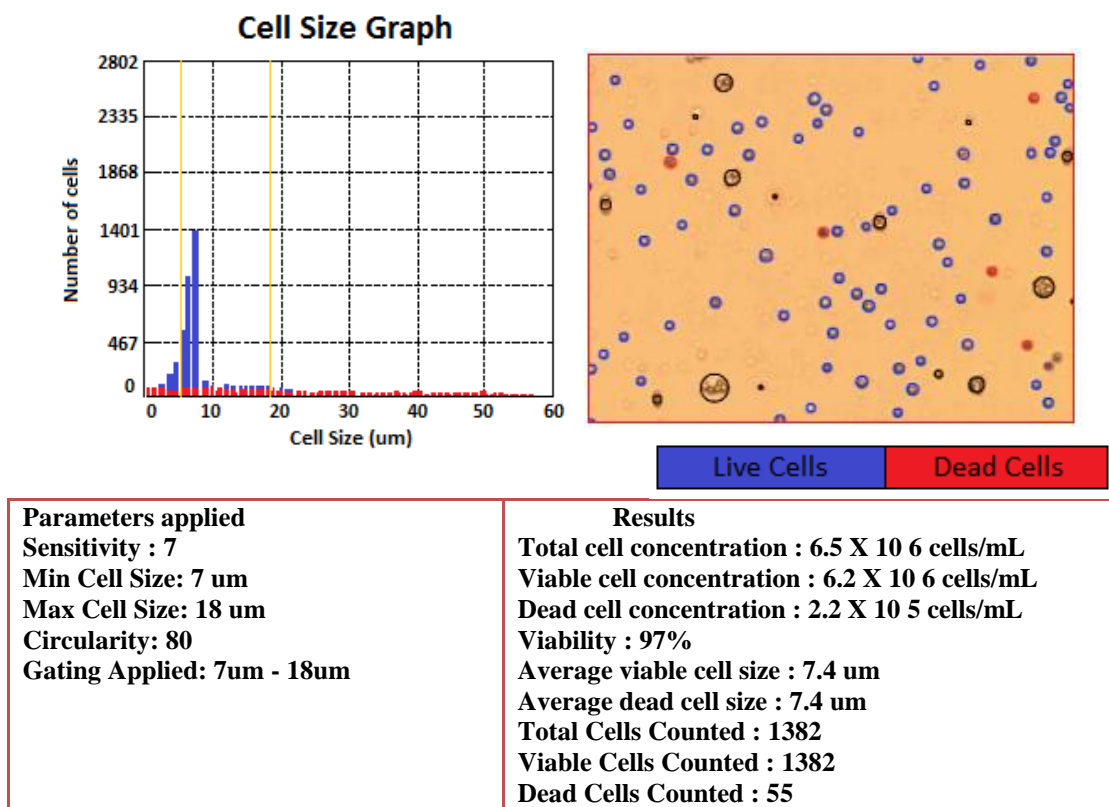 Cell Size Graph
2802
2335
1868
1401
934
467
0
Number of cells
0 10 20 30 40 50 60
Cell Size (um)
Live Cells
Dead Cells
Parameters applied
Sensitivity : 7
Min Cell Size: 7 um
Max Cell Size: 18 um
Circularity: 80
Gating Applied: 7um - 18um
Results
Total cell concentration : 6.5 X 10 6 cells/mL
Viable cell concentration : 6.2 X 10 6 cells/mL
Dead cell concentration : 2.2 X 10 5 cells/mL
Viability : 97%
Average viable cell size : 7.4 um
Average dead cell size : 7.4 um
Total Cells Counted : 1382
Viable Cells Counted : 1382
Dead Cells Counted : 55